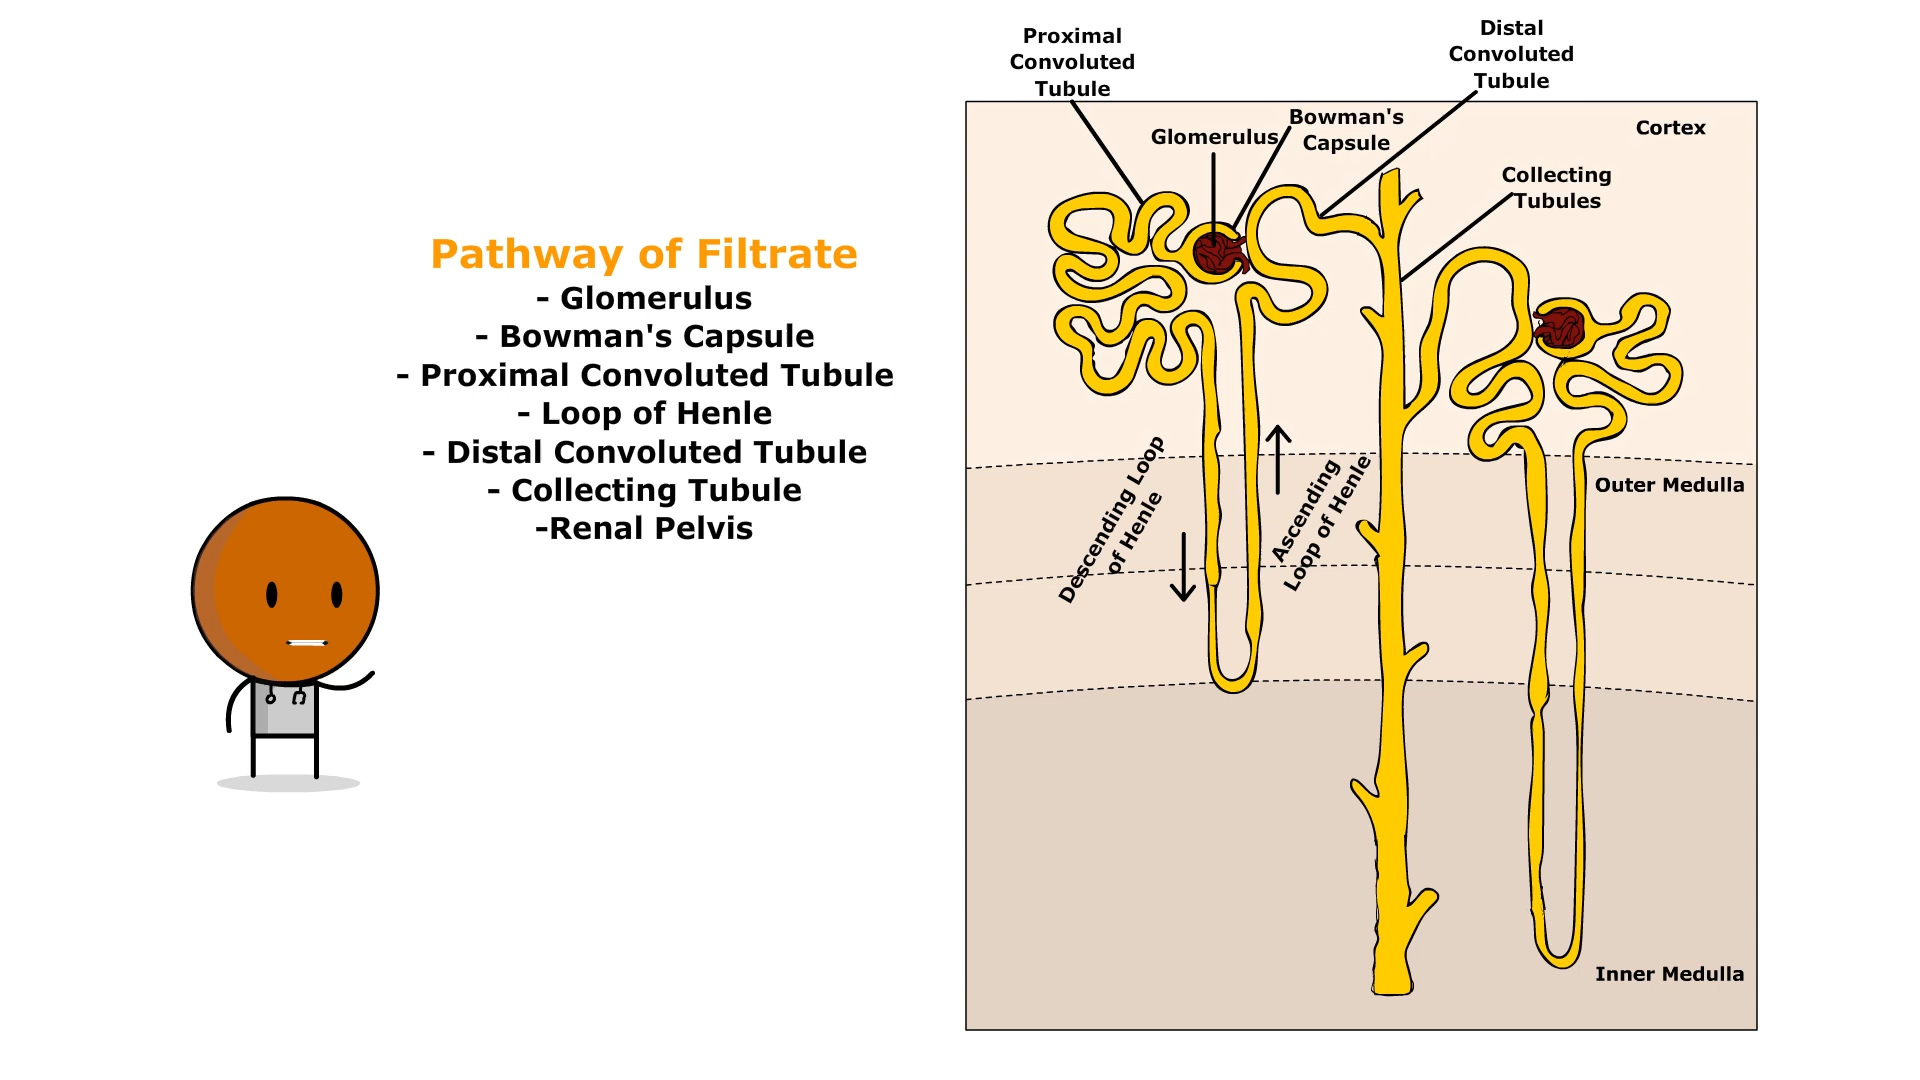 Pathway of Filtrate
- Glomerulus
- Bowman's Capsule
- Proximal Convoluted Tubule
- Loop of Henle
- Distal Convoluted Tubule
- Collecting Tubule
-Renal Pelvis
Proximal
Convoluted
Tubule
Distal
Convoluted
Tubule
Glomerulus
Bowman's
Capsule
Cortex
Collecting
Tubules
Descending Loop
of Henle
Ascending
Loop of Henle
Outer Medulla
Inner Medulla